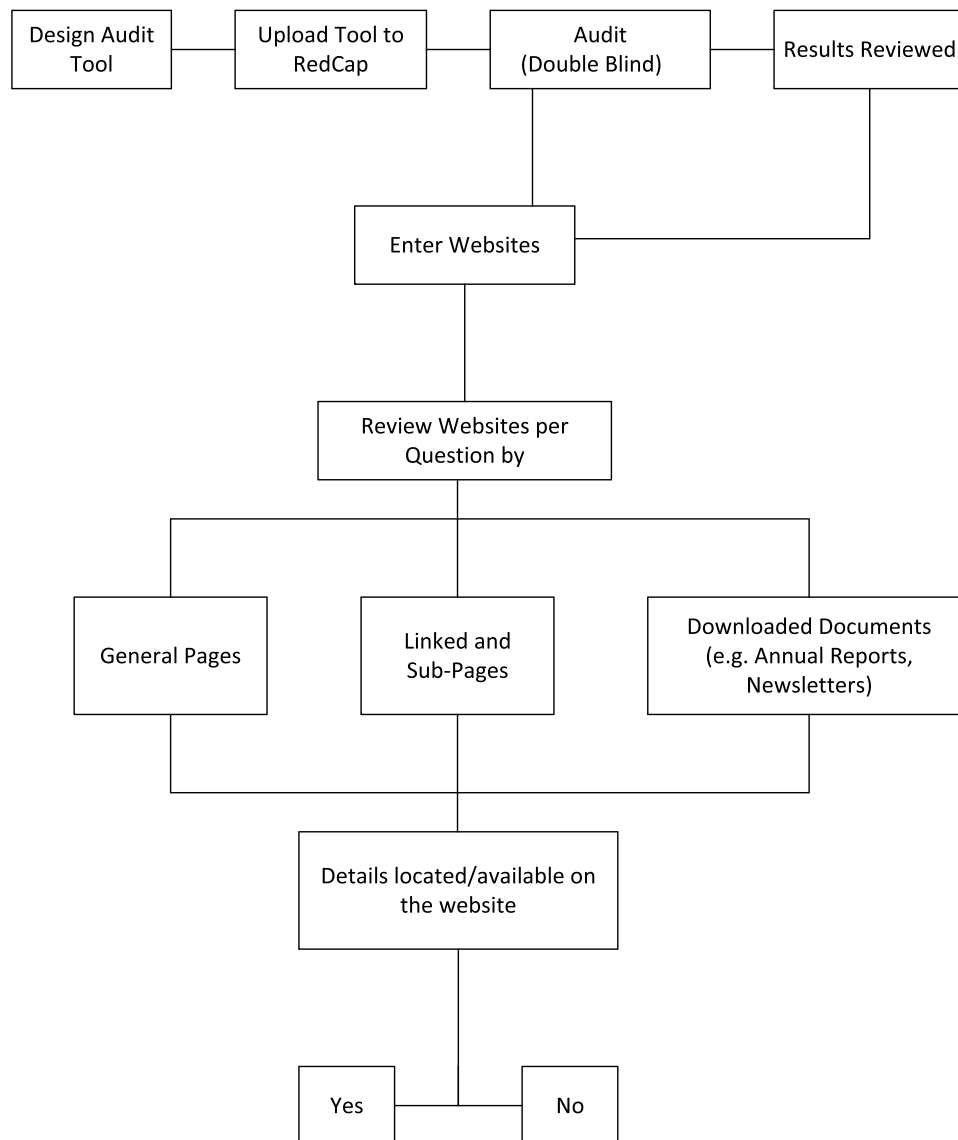 Design Audit
Tool
Upload Tool to
RedCap
Audit
(Double Blind)
Results Reviewed
Enter Websites
Review Websites per
Question by
General Pages
Linked and
Sub-Pages
Downloaded Documents
(e.g. Annual Reports,
Newsletters)
Details located/available on
the website
Yes
No